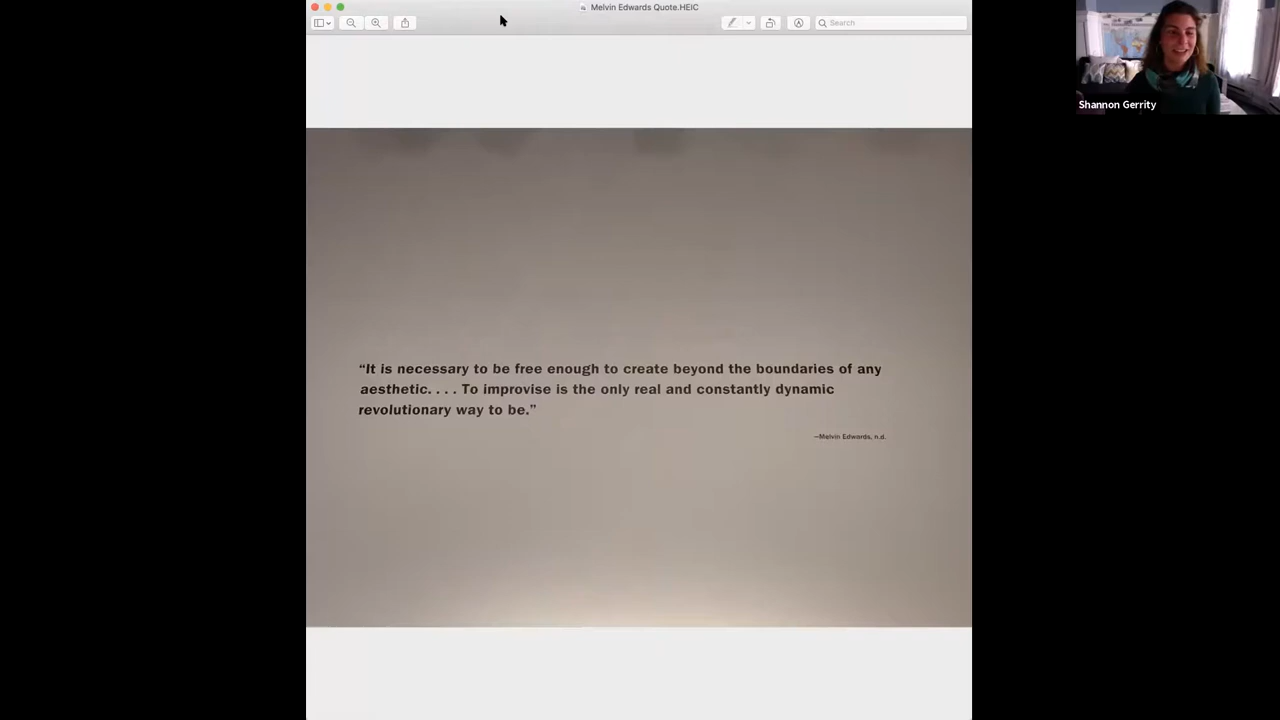 Melvin Edwards Quote.HEIC
Search
Shannon Gerrity
“It is necessary to be free enough to create beyond the boundaries of any
aesthetic. . . . To improvise is the only real and constantly dynamic
revolutionary way to be.”
—Melvin Edwards, n.d.